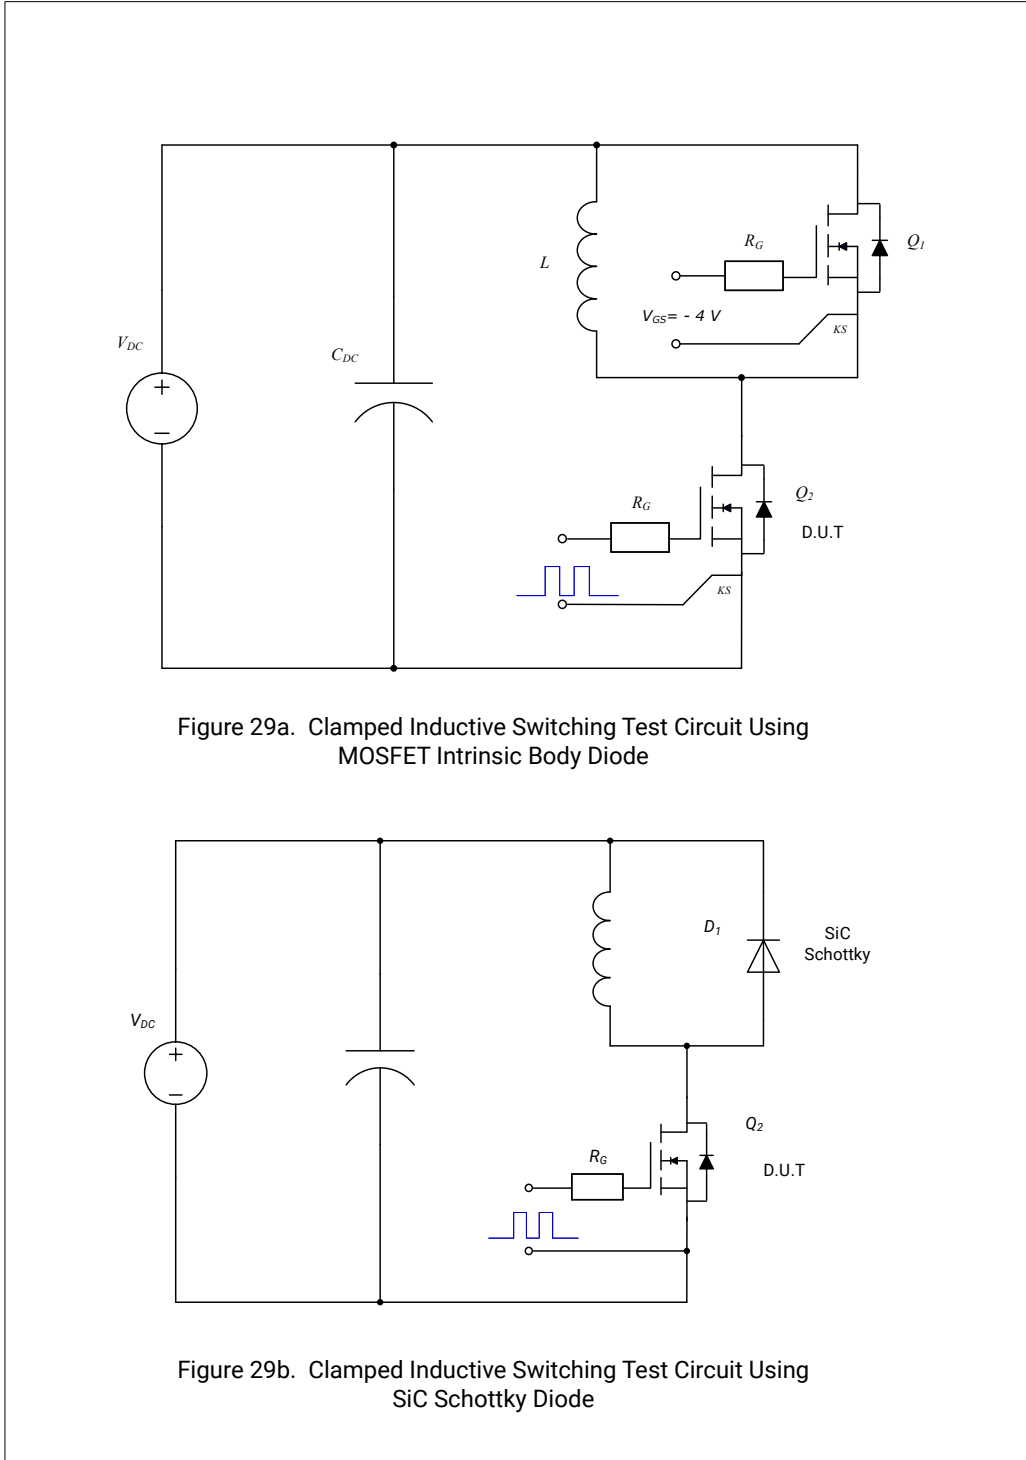 L
R_G
Q_1
V_GS= - 4 V
KS
V_DC
C_DC
+
−
R_G
Q_2
D.U.T
KS
Figure 29a. Clamped Inductive Switching Test Circuit Using
MOSFET Intrinsic Body Diode
D_1
SiC
Schottky
V_DC
+
−
Q_2
R_G
D.U.T
Figure 29b. Clamped Inductive Switching Test Circuit Using
SiC Schottky Diode